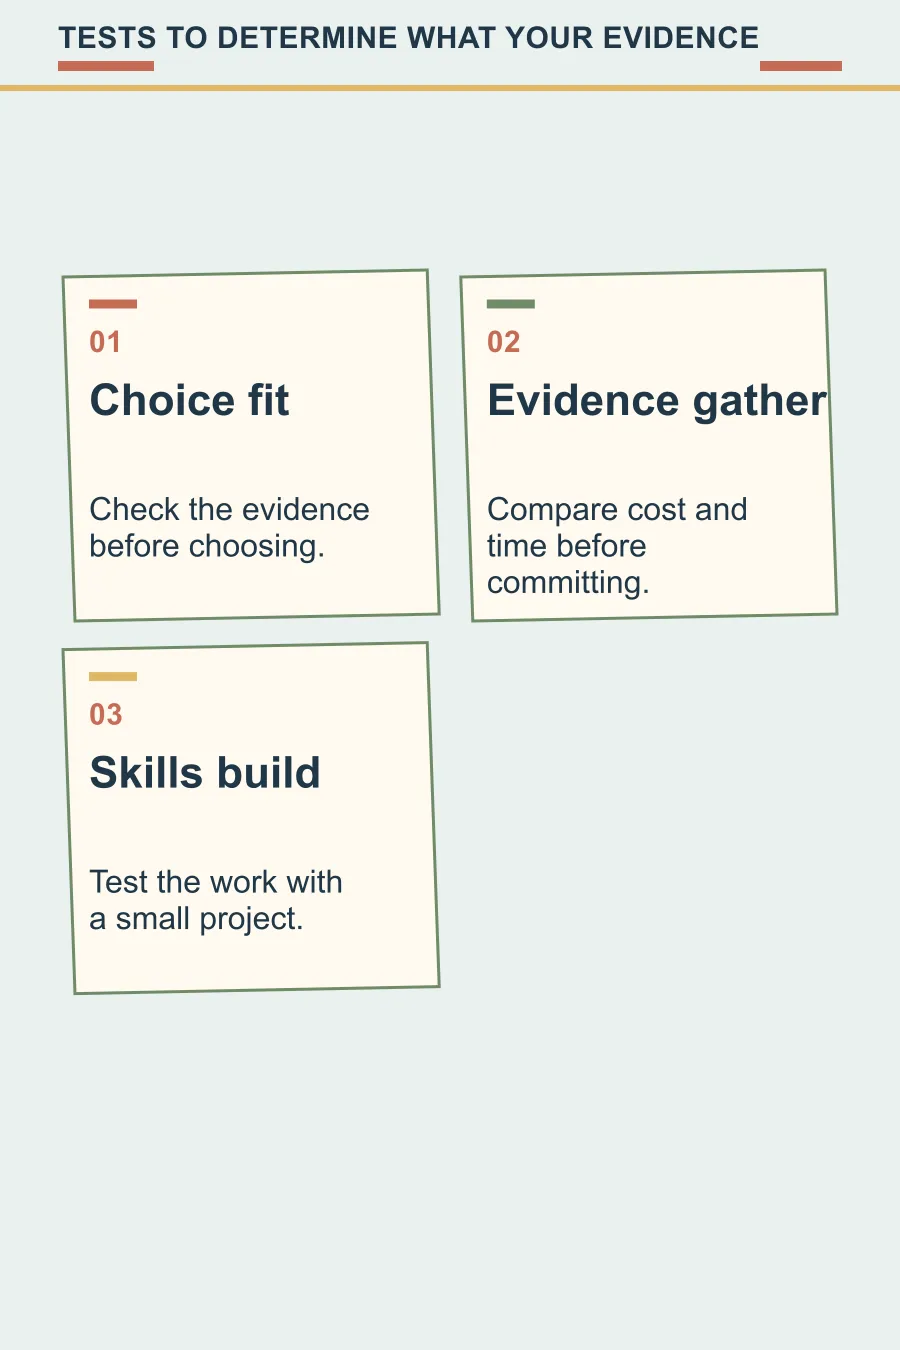 TESTS TO DETERMINE WHAT YOUR EVIDENCE
01
Choice fit
Check the evidence
before choosing.
02
Evidence gather
Compare cost and
time before
committing.
03
Skills build
Test the work with
a small project.